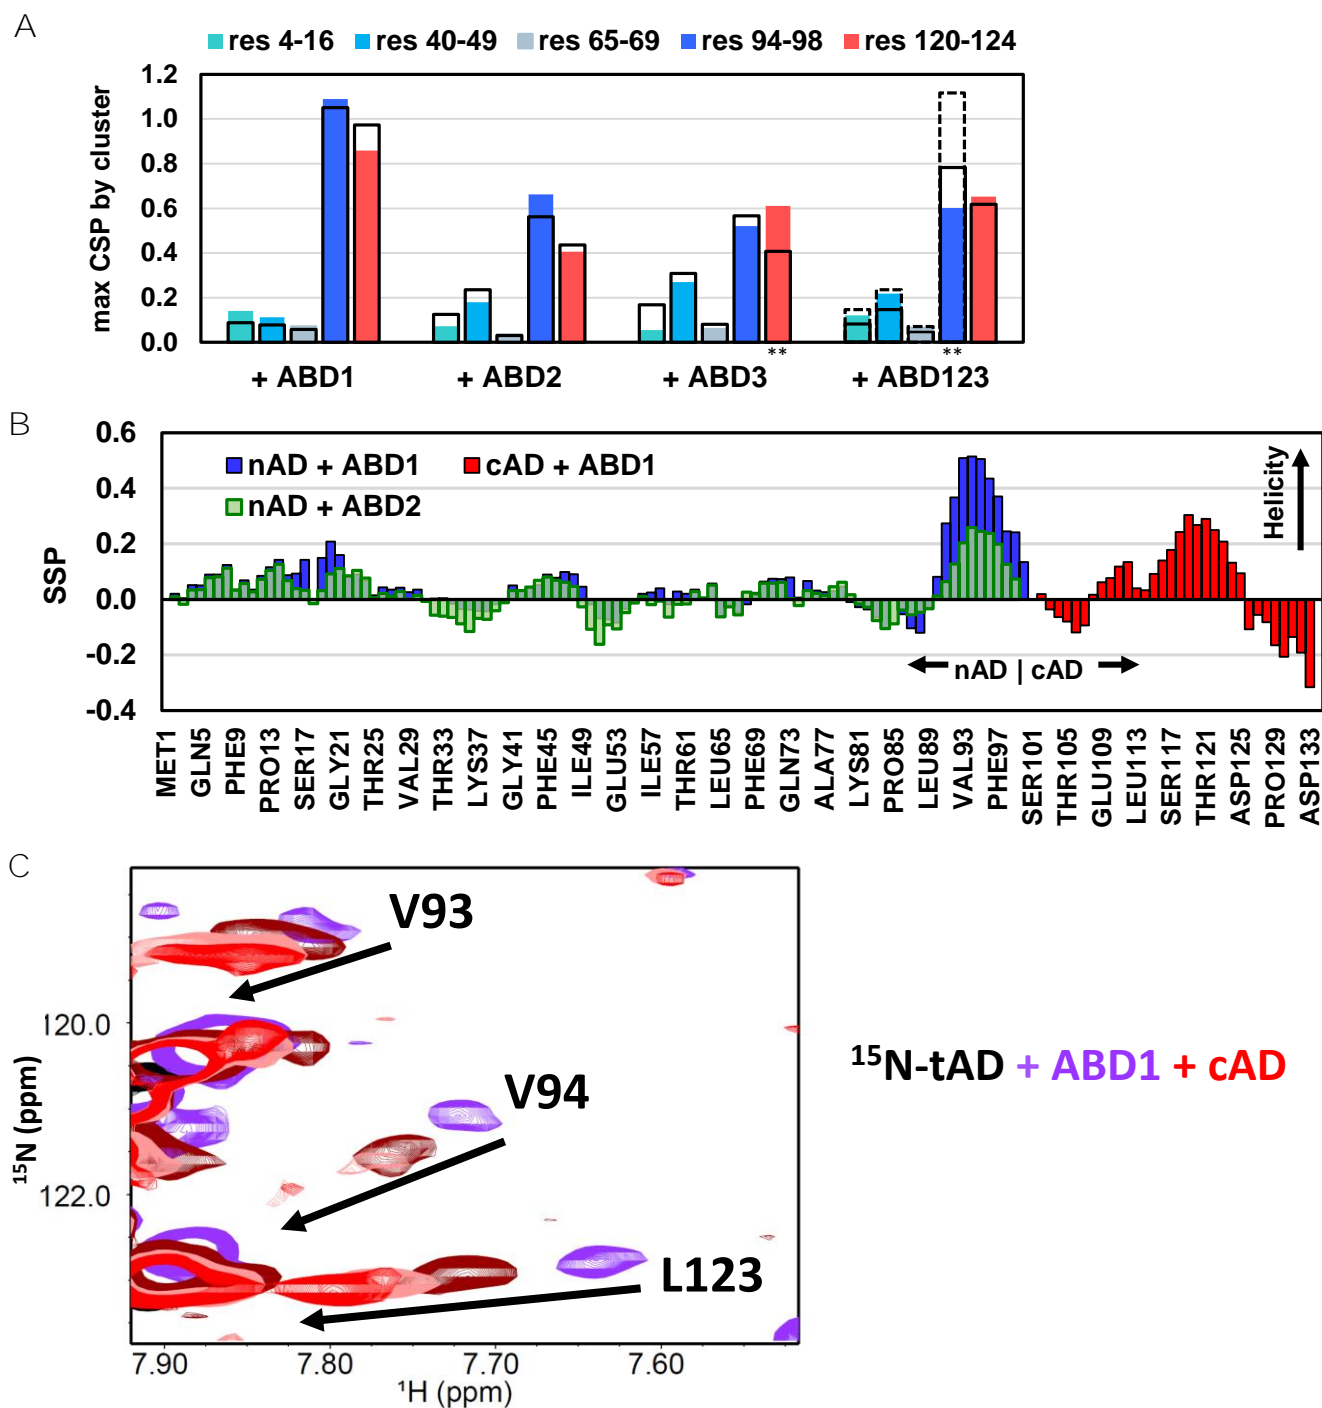 A
res 4-16 res 40-49 res 65-69 res 94-98 res 120-124
max CSP by cluster
1.2
1.0
0.8
0.6
0.4
0.2
0.0
** **
+ ABD1 + ABD2 + ABD3 + ABD123
B
SSP
0.6
0.4
0.2
0.0
-0.2
-0.4
nAD + ABD1 cAD + ABD1
nAD + ABD2
Helicity
nAD | cAD
MET1 GLN5 PHE9 PRO13 SER17 GLY21 THR25 VAL29 THR33 LYS37 GLY41 PHE45 ILE49 GLU53 ILE57 THR61 LEU65 PHE69 GLN73 ALA77 LYS81 PRO85 LEU89 VAL93 PHE97 SER101 THR105 GLU109 LEU113 SER117 THR121 ASP125 PRO129 ASP133
C
V93
V94
L123
15N (ppm)
120.0
122.0
7.90 7.80 7.70 7.60
1H (ppm)
15N-tAD + ABD1 + cAD